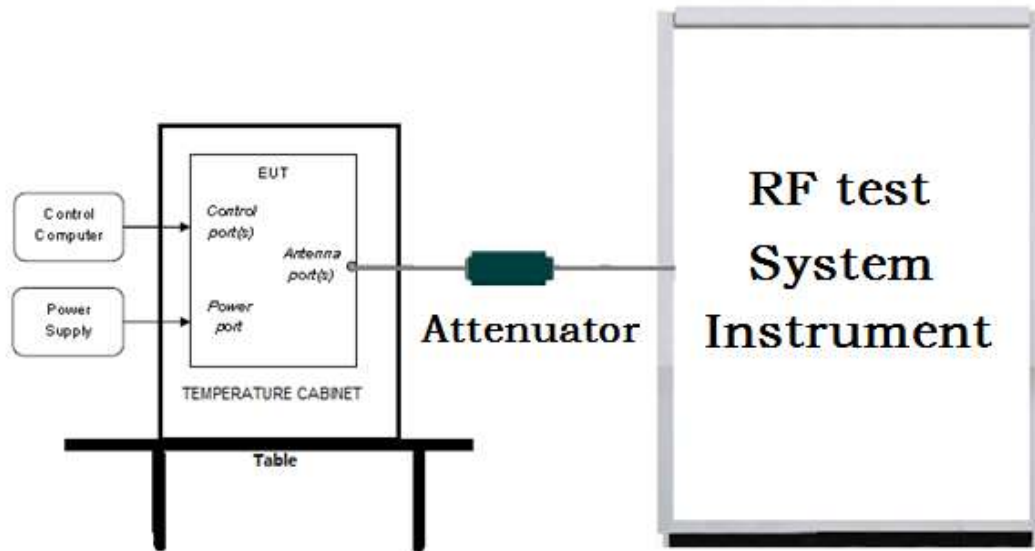 Control
Computer
Power
Supply
EUT
Control
port(s)
Antenna
port(s)
Power
port
TEMPERATURE CABINET
Table
Attenuator
RF test
System
Instrument